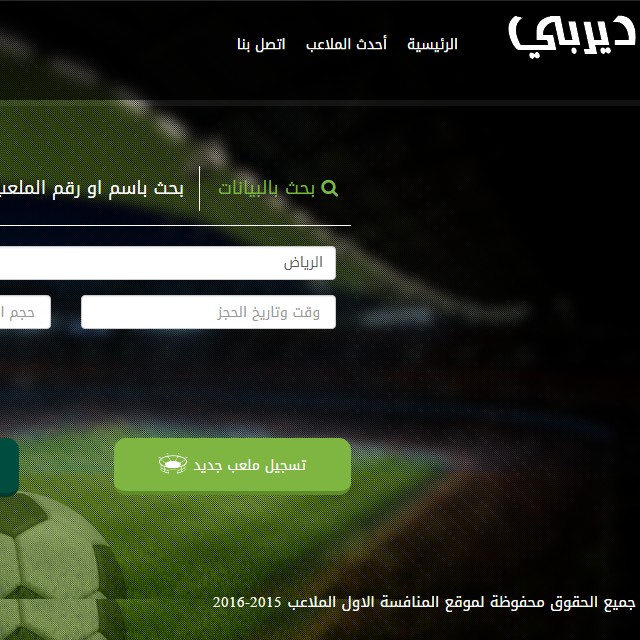 ديربي
الرئيسية أحدث الملاعب اتصل بنا
بحث بالبيانات
بحث باسم او رقم الملعب
الرياض
وقت وتاريخ الحجز
حجم
تسجيل ملعب جديد
جميع الحقوق محفوظة لموقع المنافسة الاول الملاعب 2015-2016